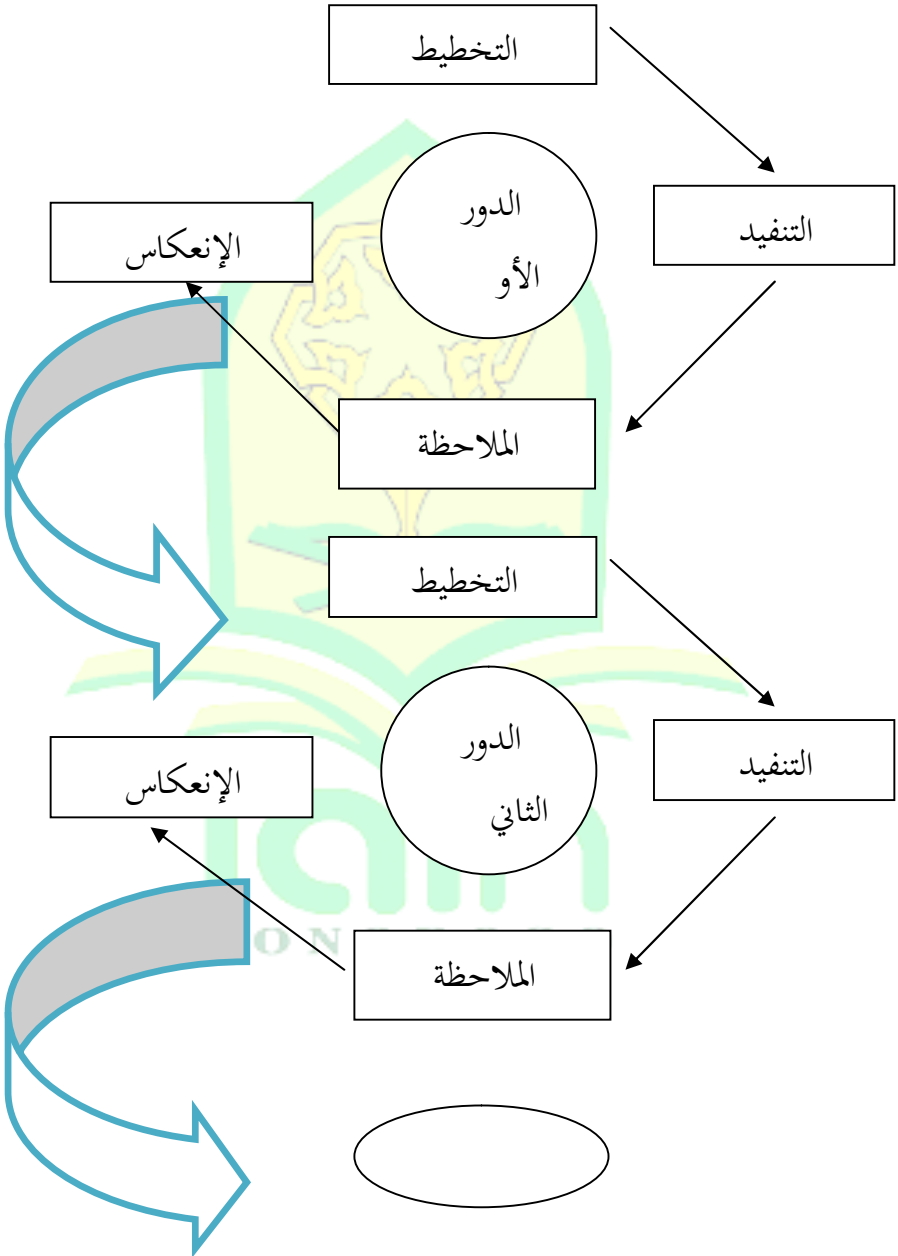 التخطيط
الدور
الأو
التنفيد
الإنعكاس
الملاحظة
التخطيط
الدور
الثاني
التنفيد
الإنعكاس
الملاحظة